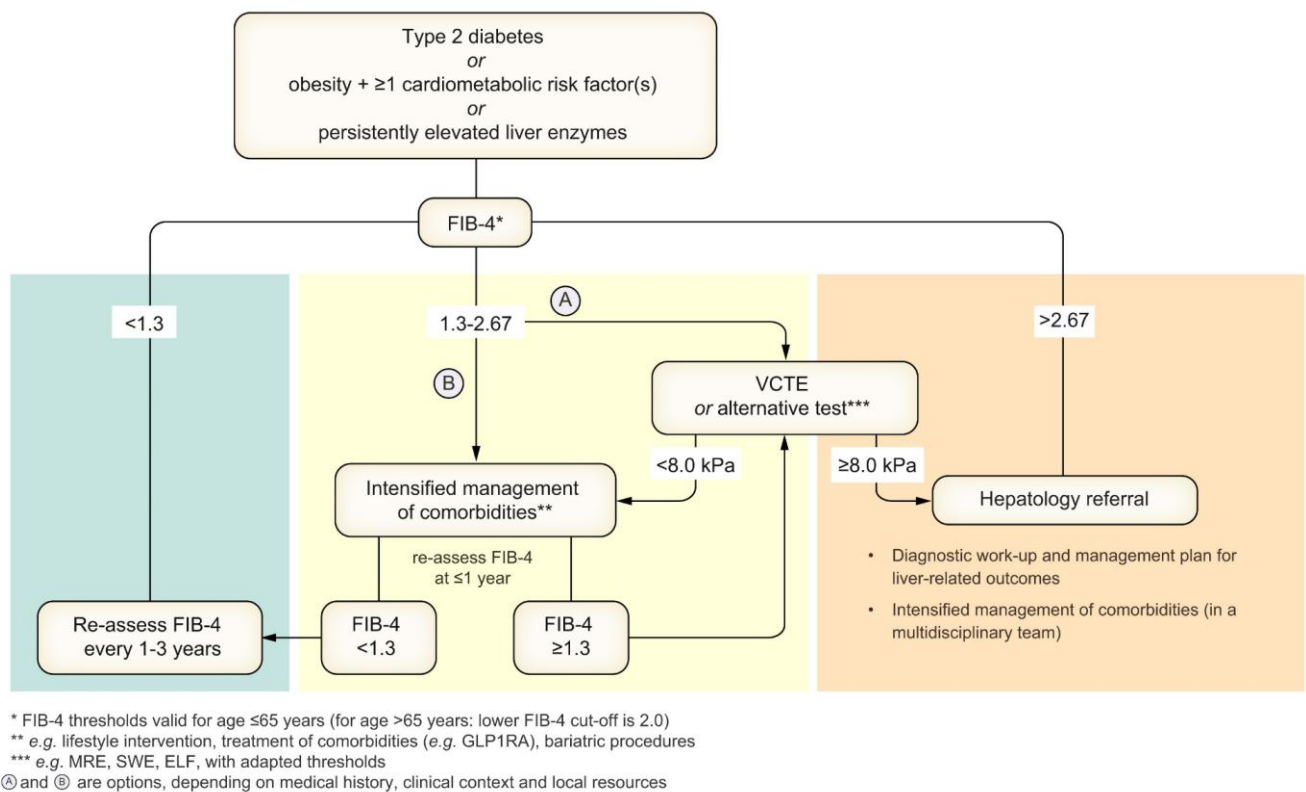 Type 2 diabetes
or
obesity + ≥1 cardiometabolic risk factor(s)
or
persistently elevated liver enzymes
FIB-4*
<1.3
1.3-2.67
A
>2.67
B
VCTE
or alternative test***
<8.0 kPa
≥8.0 kPa
Intensified management
of comorbidities**
Hepatology referral
re-assess FIB-4
at ≤1 year
• Diagnostic work-up and management plan for
liver-related outcomes
• Intensified management of comorbidities (in a
multidisciplinary team)
Re-assess FIB-4
every 1-3 years
FIB-4
<1.3
FIB-4
≥1.3
* FIB-4 thresholds valid for age ≤65 years (for age >65 years: lower FIB-4 cut-off is 2.0)
** e.g. lifestyle intervention, treatment of comorbidities (e.g. GLP1RA), bariatric procedures
*** e.g. MRE, SWE, ELF, with adapted thresholds
Ⓐ and Ⓑ are options, depending on medical history, clinical context and local resources